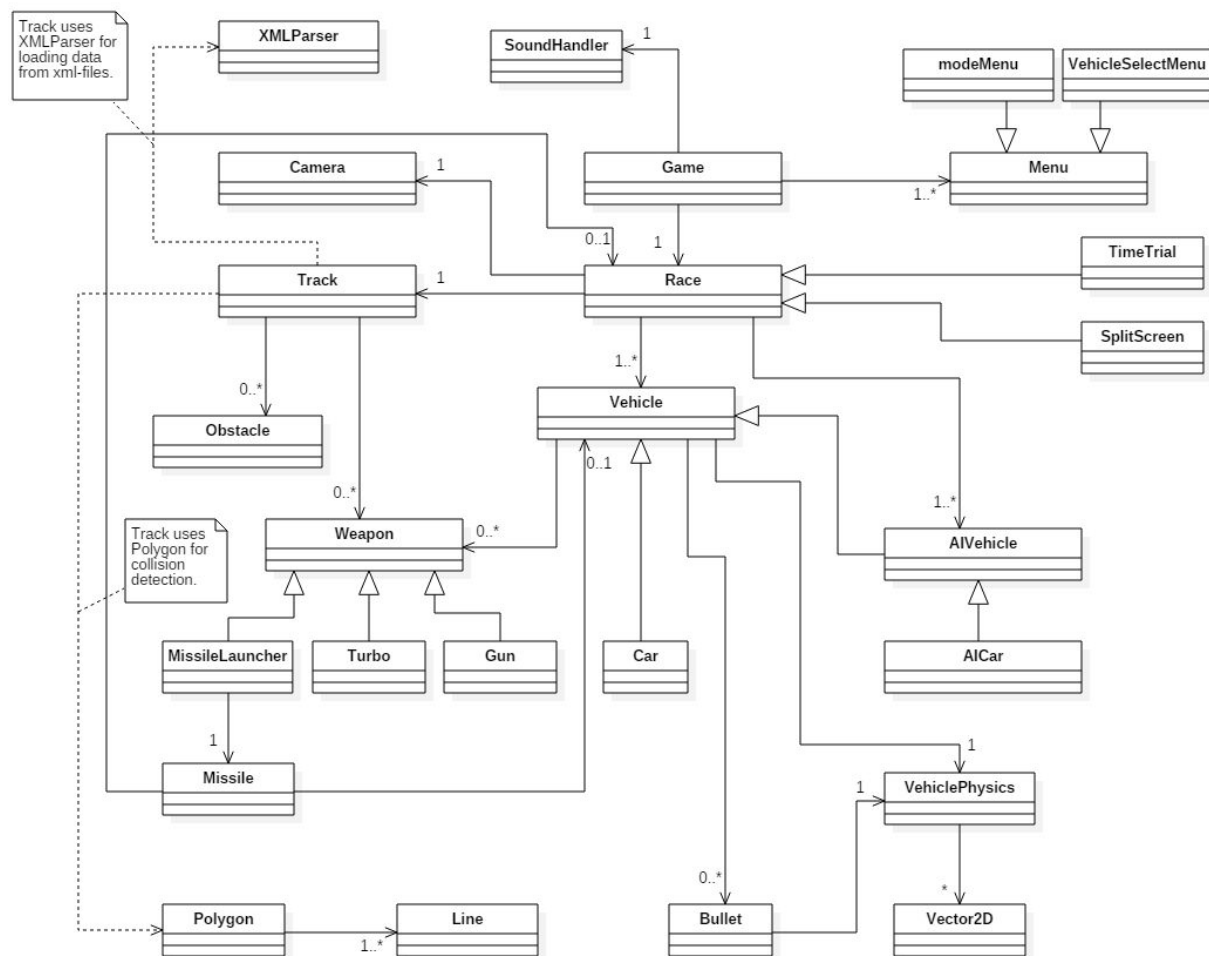 Track uses
XMLParser for
loading data
from xml-files.
XMLParser
SoundHandler
1
modeMenu
VehicleSelectMenu
Camera
1
Game
1..*
Menu
0..1
1
Track
1
Race
TimeTrial
SplitScreen
0..*
1..*
Obstacle
Vehicle
0..1
0..*
0..*
1..*
Track uses
Polygon for
collision
detection.
Weapon
AIVehicle
MissileLauncher
Turbo
Gun
Car
AICar
1
1
Missile
1
VehiclePhysics
0..*
*
Polygon
1..*
Line
Bullet
Vector2D